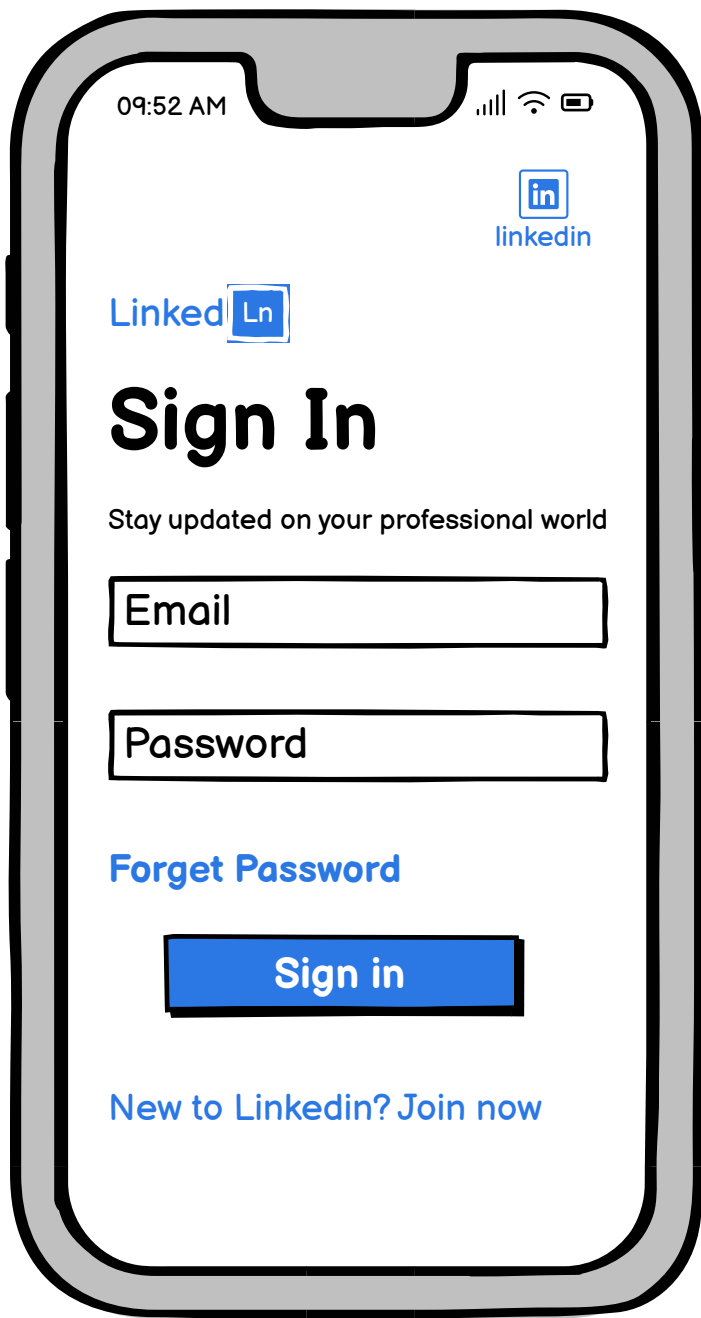 09:52 AM
in
linkedin
Linked Ln
Sign In
Stay updated on your professional world
Email
Password
Forget Password
Sign in
New to Linkedin? Join now